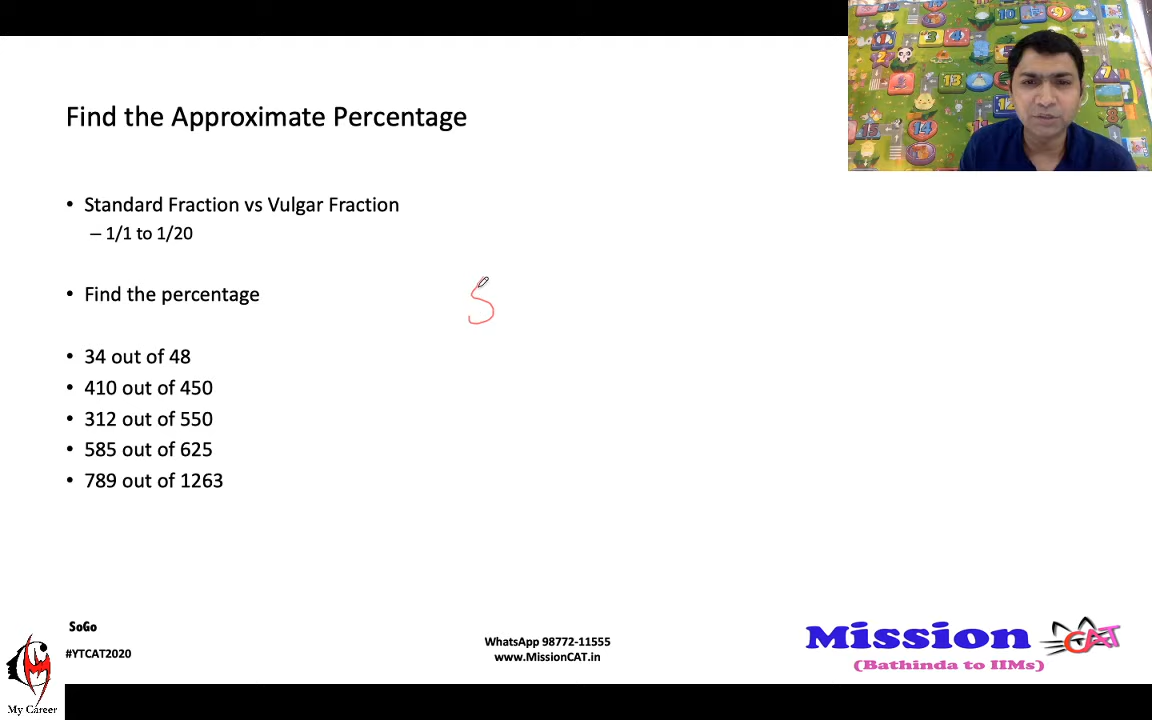 Find the Approximate Percentage
• Standard Fraction vs Vulgar Fraction
– 1/1 to 1/20
• Find the percentage
5
• 34 out of 48
• 410 out of 450
• 312 out of 550
• 585 out of 625
• 789 out of 1263
SoGo
#YTCAT2020
WhatsApp 98772-11555
www.MissionCAT.in
Mission CAT
(Bathinda to IIMs)
My Career